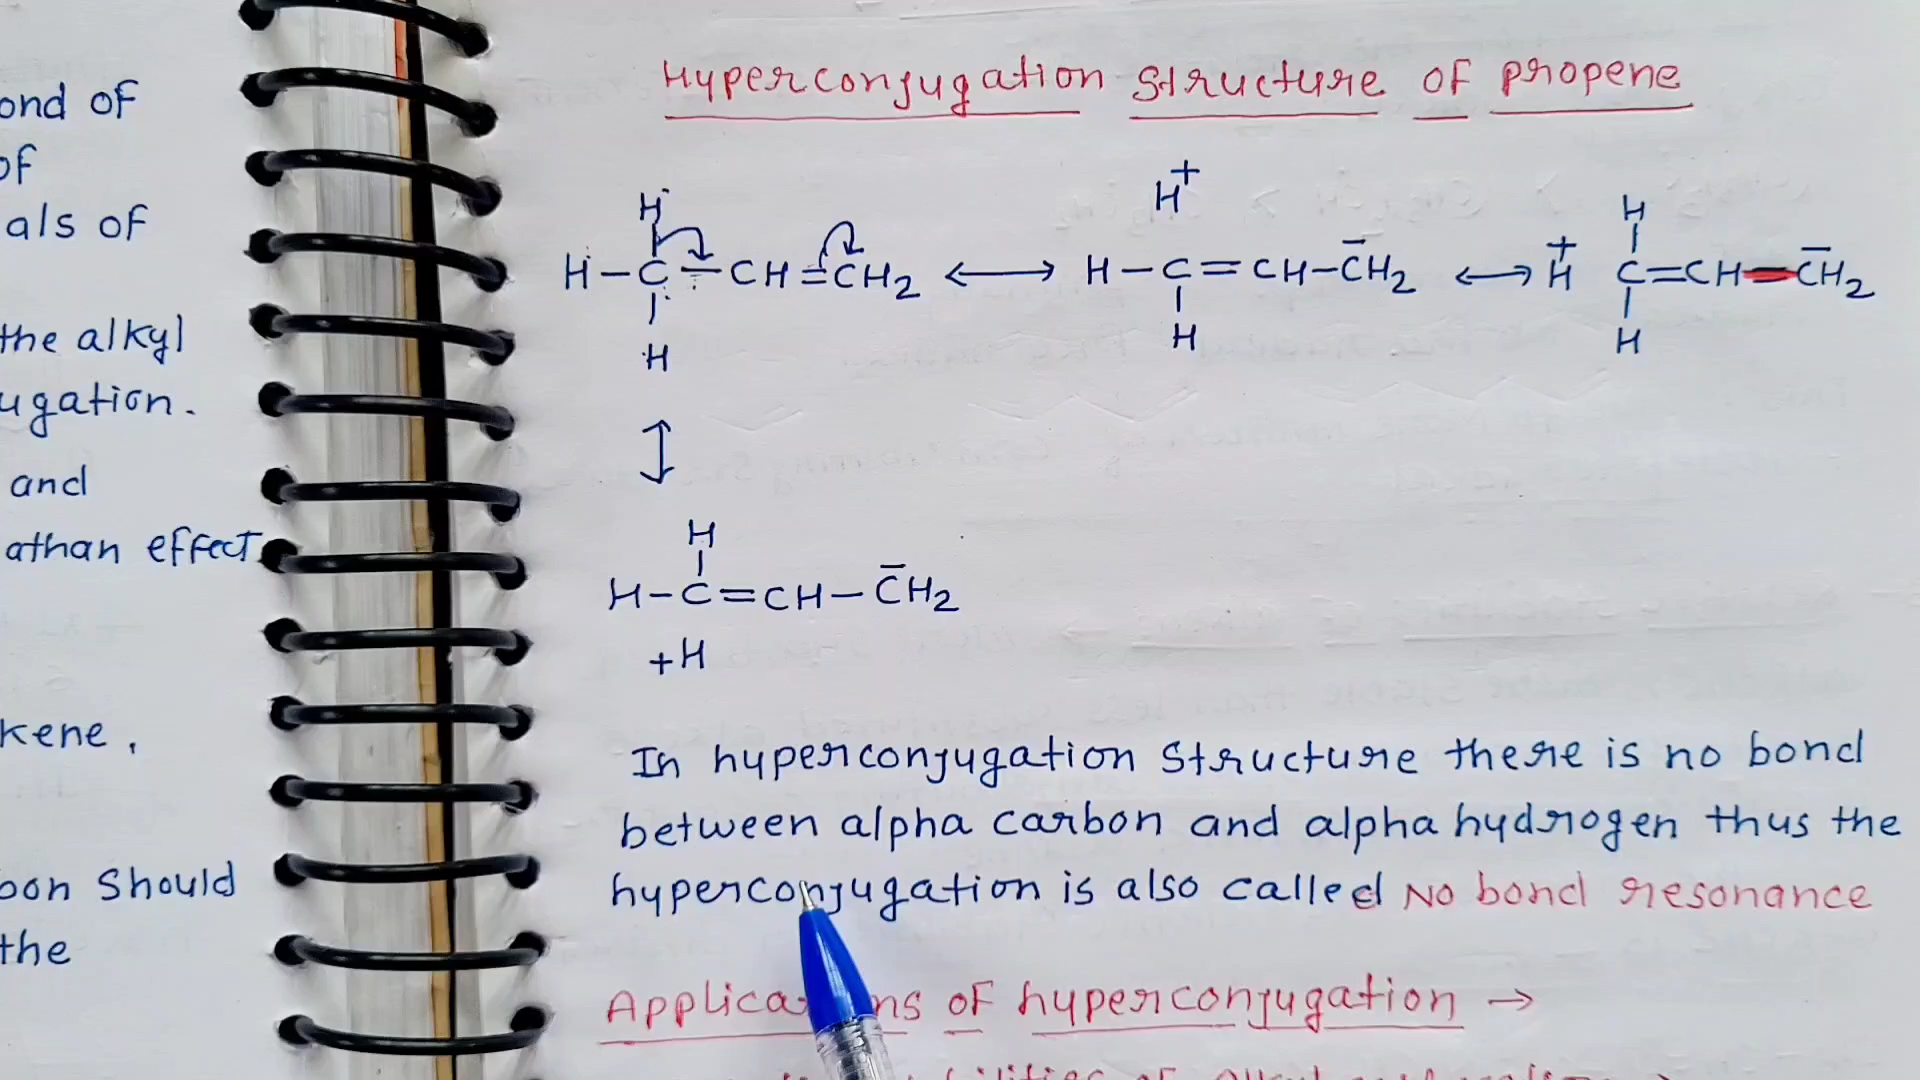 ond of
of
als of
the alkyl
ugation.
and
athan effect
kene,
bon should
the
Hyperconjugation structure of propene
H H+ H
H-C-CH=CH2 ⟷ H-C=CH-C̄H2 ⟷ H+ C=CH-C̄H2
H H H
↕
H
H-C=CH-C̄H2
+H
In hyperconjugation structure there is no bond
between alpha carbon and alpha hydrogen thus the
hyperconjugation is also called No bond resonance
Applica ns of hyperconjugation →